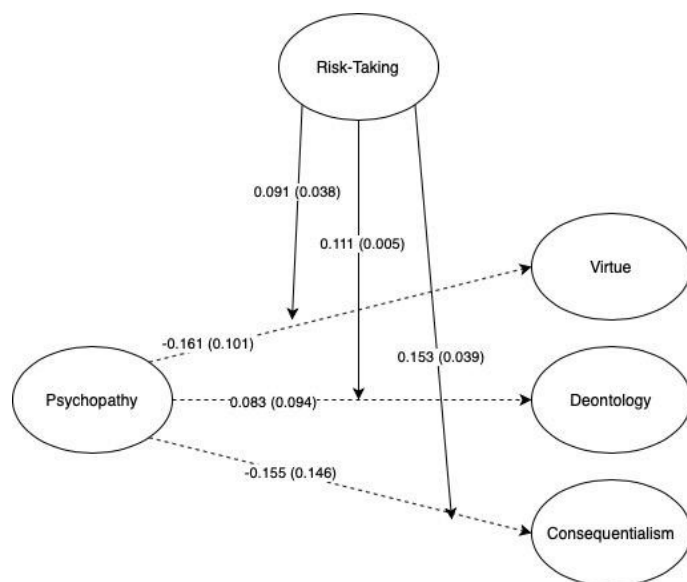 Risk-Taking
0.091 (0.038)
0.111 (0.005)
Virtue
-0.161 (0.101)
0.153 (0.039)
Psychopathy
0.083 (0.094)
Deontology
-0.155 (0.146)
Consequentialism